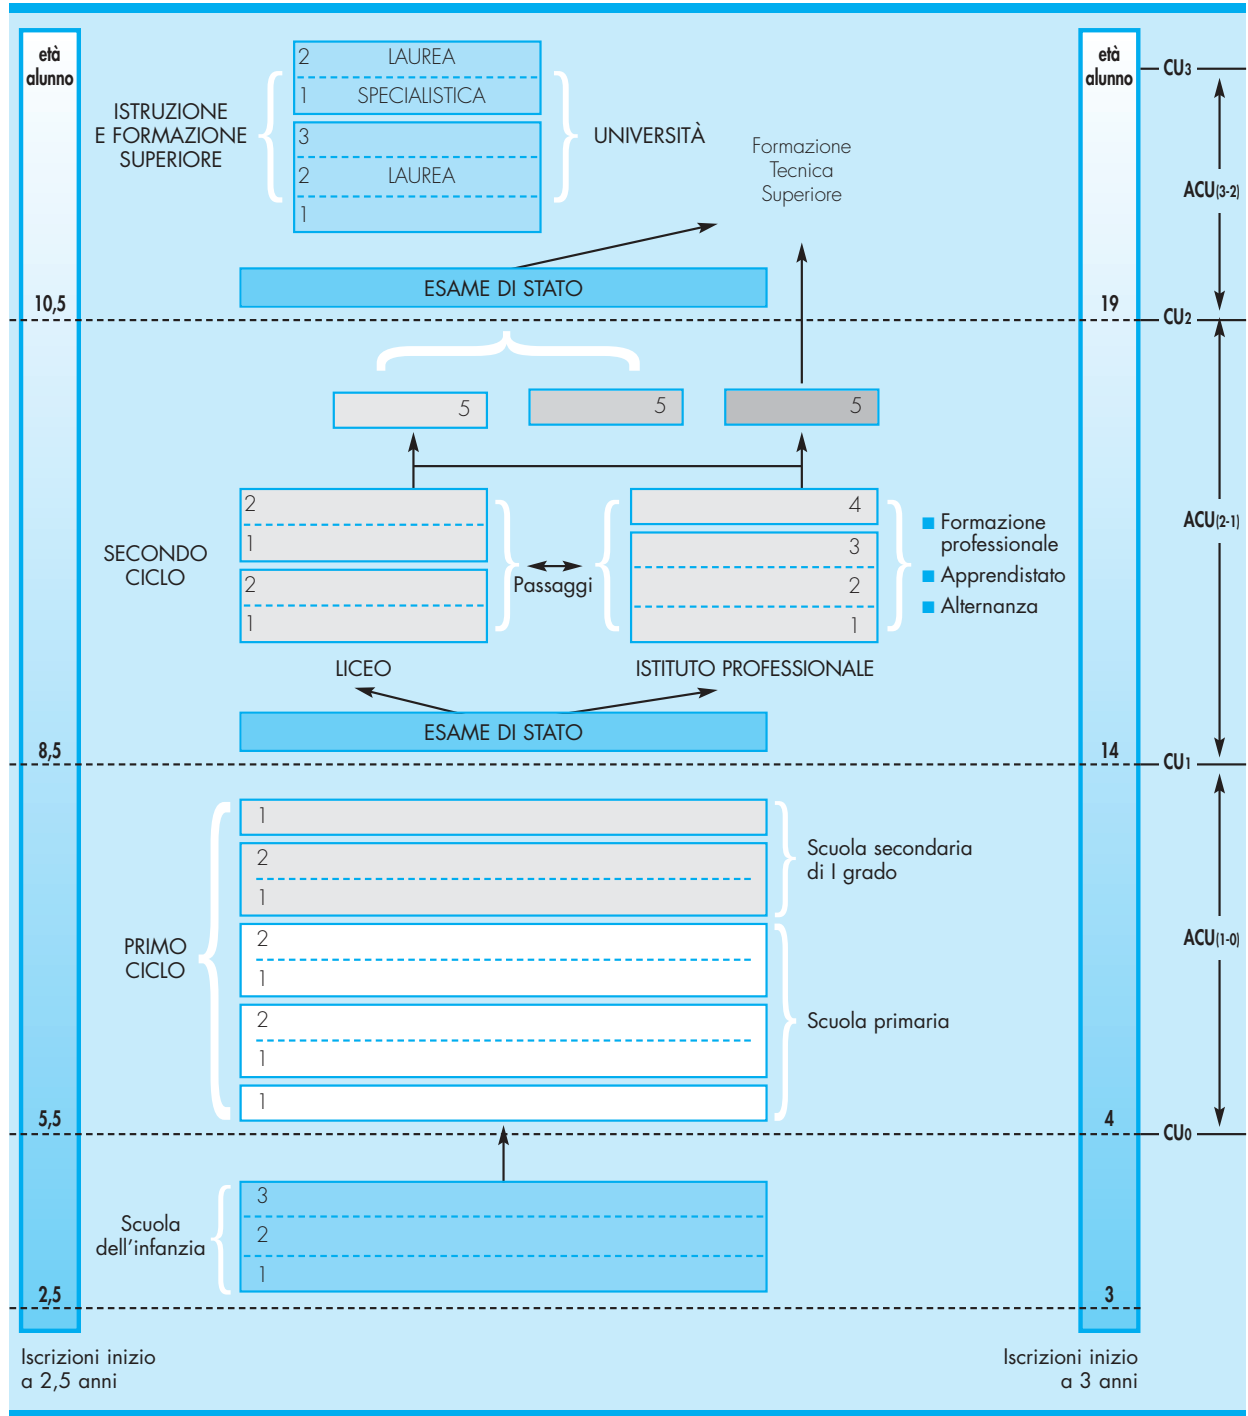 età
alunno
2 LAUREA
1 SPECIALISTICA
3
2 LAUREA
1
ISTRUZIONE
E FORMAZIONE
SUPERIORE
UNIVERSITÀ
Formazione
Tecnica
Superiore
età
alunno
CU3
ACU(3-2)
ESAME DI STATO
10,5
19
CU2
5
5
5
2
1
2
1
SECONDO
CICLO
Passaggi
4
3
2
1
Formazione
professionale
Apprendistato
Alternanza
ACU(2-1)
LICEO
ISTITUTO PROFESSIONALE
ESAME DI STATO
8,5
14
CU1
1
2
1
2
1
2
1
1
PRIMO
CICLO
Scuola secondaria
di I grado
Scuola primaria
ACU(1-0)
5,5
4
CU0
3
2
1
Scuola
dell'infanzia
2,5
3
Iscrizioni inizio
a 2,5 anni
Iscrizioni inizio
a 3 anni